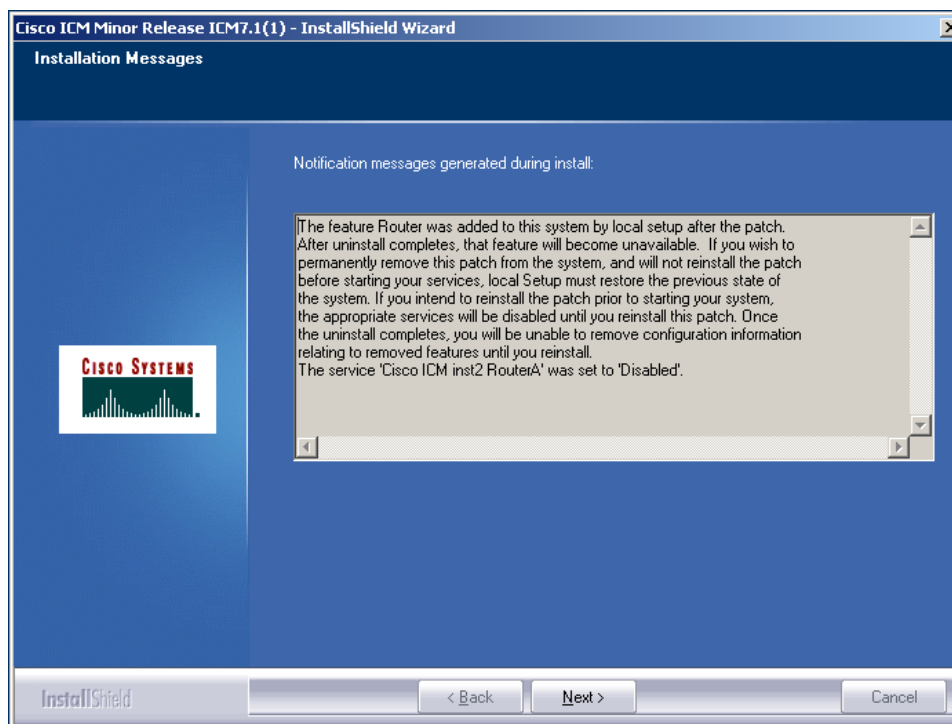 Cisco ICM Minor Release ICM7.1(1) - InstallShield Wizard
Installation Messages
Notification messages generated during install:
The feature Router was added to this system by local setup after the patch.
After uninstall completes, that feature will become unavailable.  If you wish to
permanently remove this patch from the system, and will not reinstall the patch
before starting your services, local Setup must restore the previous state of
the system. If you intend to reinstall the patch prior to starting your system,
the appropriate services will be disabled until you reinstall this patch. Once
the uninstall completes, you will be unable to remove configuration information
relating to removed features until you reinstall.
The service 'Cisco ICM inst2 RouterA' was set to 'Disabled'.
CISCO SYSTEMS
InstallShield
< Back
Next >
Cancel